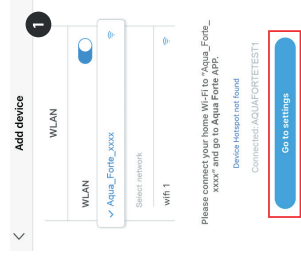 Add device
1
WLAN
WLAN
Aqua_Forte_xxxx
Select network
wifi 1
Please connect your home Wi-Fi to "Aqua_Forte_
xxxx" and go to Aqua Forte APP.
Device Hotspot not found
Connected:AQUAFORTETEST1
Go to settings